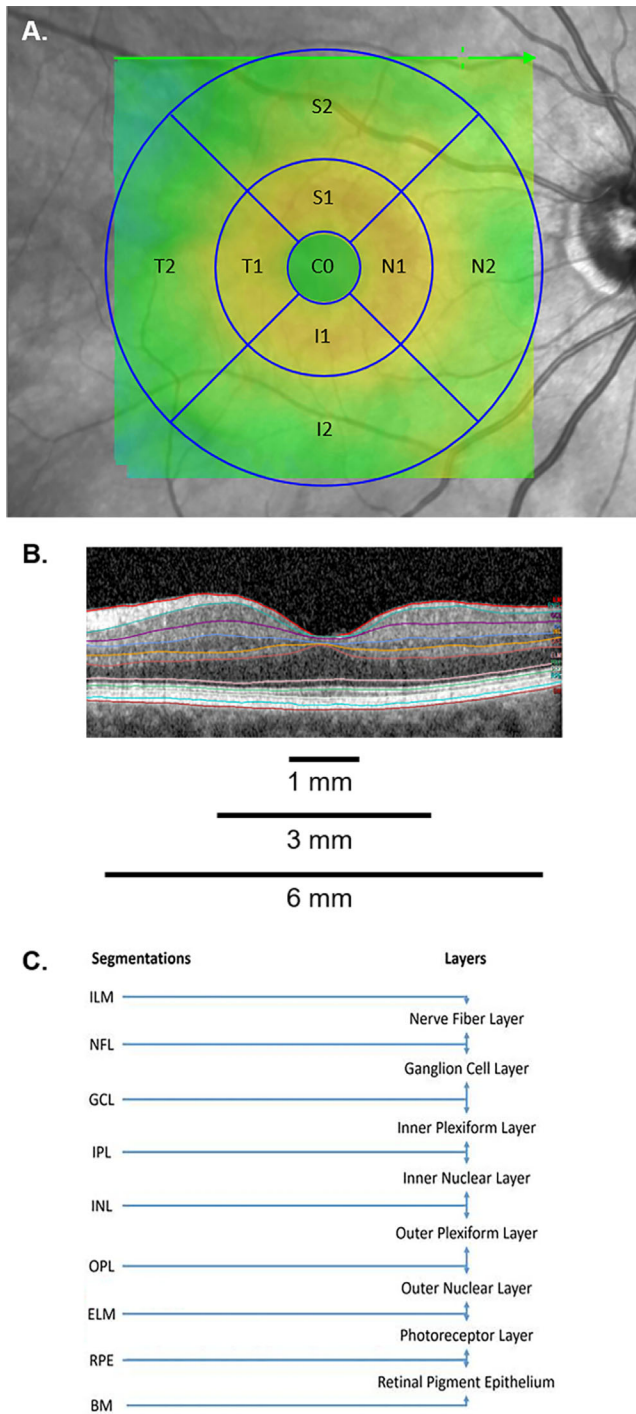 A.
S2
S1
T2 T1 C0 N1 N2
I1
I2
B.
1 mm
3 mm
6 mm
C.
Segmentations Layers
ILM
Nerve Fiber Layer
NFL
Ganglion Cell Layer
GCL
Inner Plexiform Layer
IPL
Inner Nuclear Layer
INL
Outer Plexiform Layer
OPL
Outer Nuclear Layer
ELM
Photoreceptor Layer
RPE
Retinal Pigment Epithelium
BM